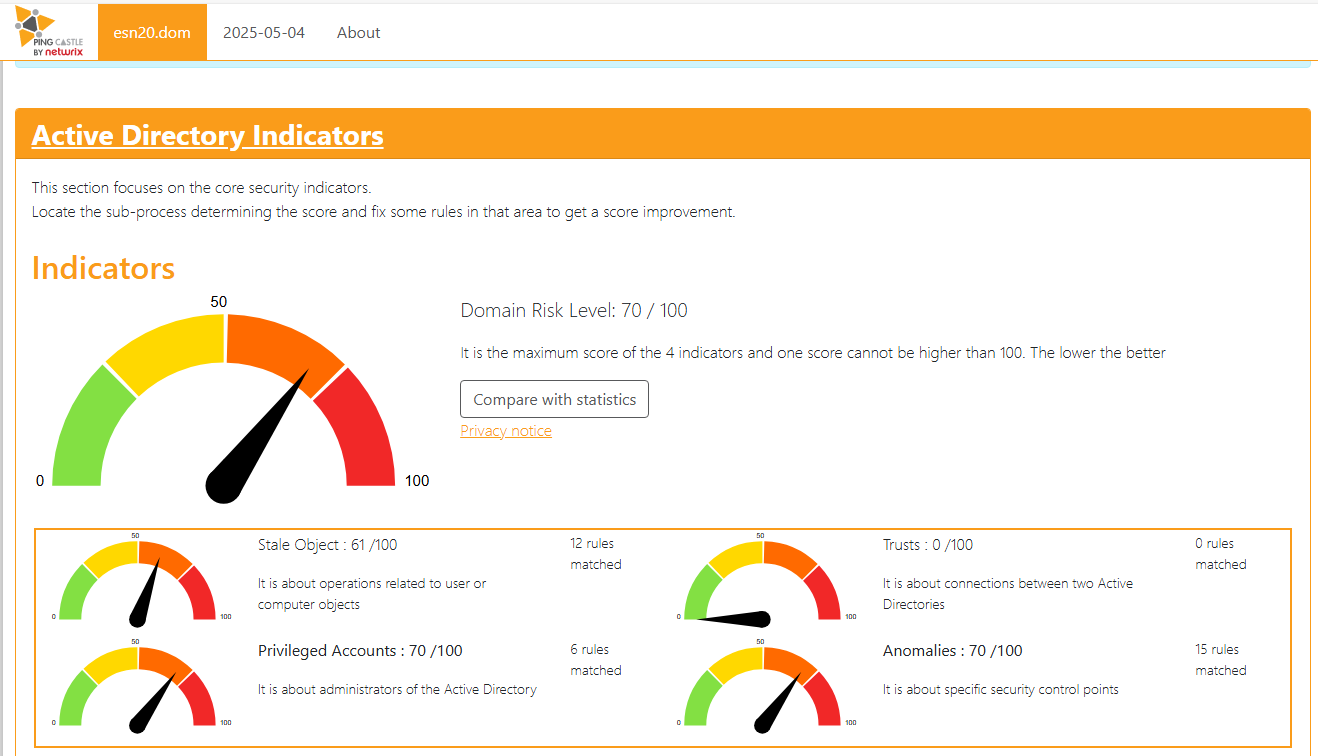 PING CASTLE
BY netwrix
esn20.dom
2025-05-04
About
Active Directory Indicators
This section focuses on the core security indicators.
Locate the sub-process determining the score and fix some rules in that area to get a score improvement.
Indicators
50
0
100
Domain Risk Level: 70 / 100
It is the maximum score of the 4 indicators and one score cannot be higher than 100. The lower the better
Compare with statistics
Privacy notice
50
0
100
Stale Object : 61 /100
It is about operations related to user or
computer objects
12 rules
matched
50
0
100
Trusts : 0 /100
It is about connections between two Active
Directories
0 rules
matched
50
0
100
Privileged Accounts : 70 /100
It is about administrators of the Active Directory
6 rules
matched
50
0
100
Anomalies : 70 /100
It is about specific security control points
15 rules
matched